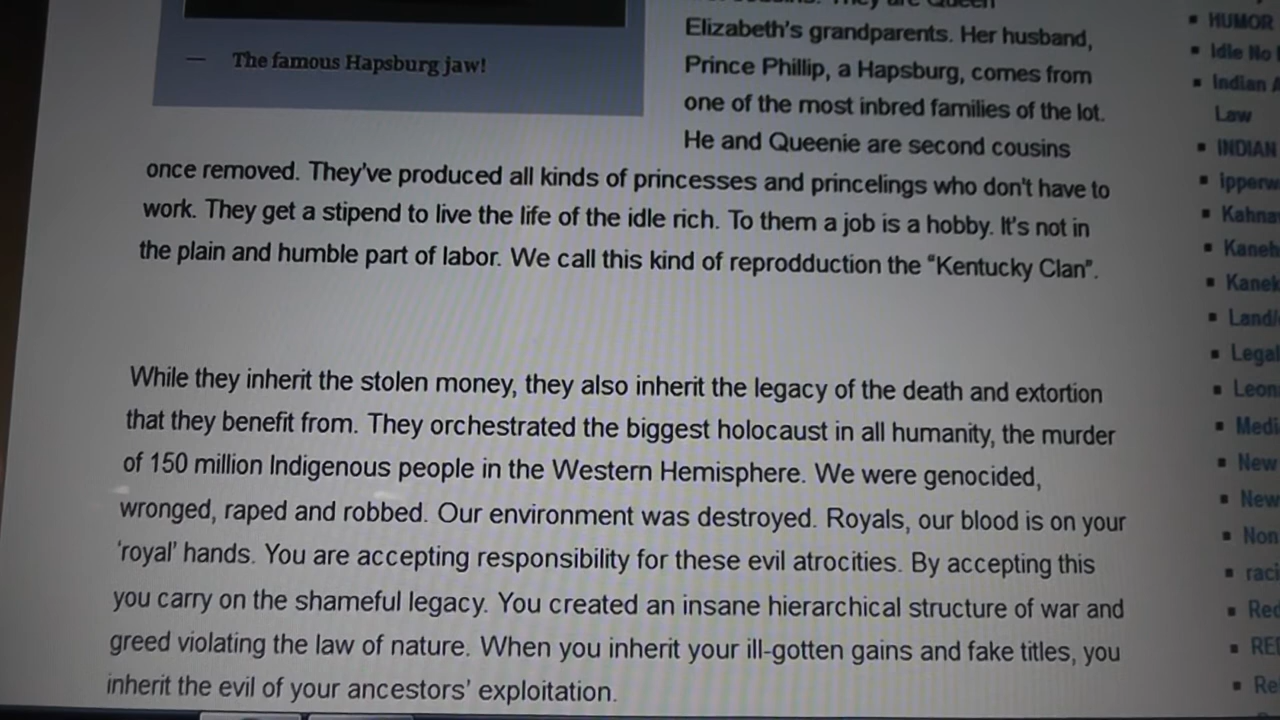 Elizabeth's grandparents. Her husband,
— The famous Hapsburg jaw!
Prince Phillip, a Hapsburg, comes from
one of the most inbred families of the lot.
He and Queenie are second cousins
once removed. They've produced all kinds of princesses and princelings who don't have to
work. They get a stipend to live the life of the idle rich. To them a job is a hobby. It's not in
the plain and humble part of labor. We call this kind of reprodduction the “Kentucky Clan”.
While they inherit the stolen money, they also inherit the legacy of the death and extortion
that they benefit from. They orchestrated the biggest holocaust in all humanity, the murder
of 150 million Indigenous people in the Western Hemisphere. We were genocided,
wronged, raped and robbed. Our environment was destroyed. Royals, our blood is on your
‘royal’ hands. You are accepting responsibility for these evil atrocities. By accepting this
you carry on the shameful legacy. You created an insane hierarchical structure of war and
greed violating the law of nature. When you inherit your ill-gotten gains and fake titles, you
inherit the evil of your ancestors’ exploitation.
HUMOR
Idle No
Indian
Law
INDIAN
Legal
New
New
Non